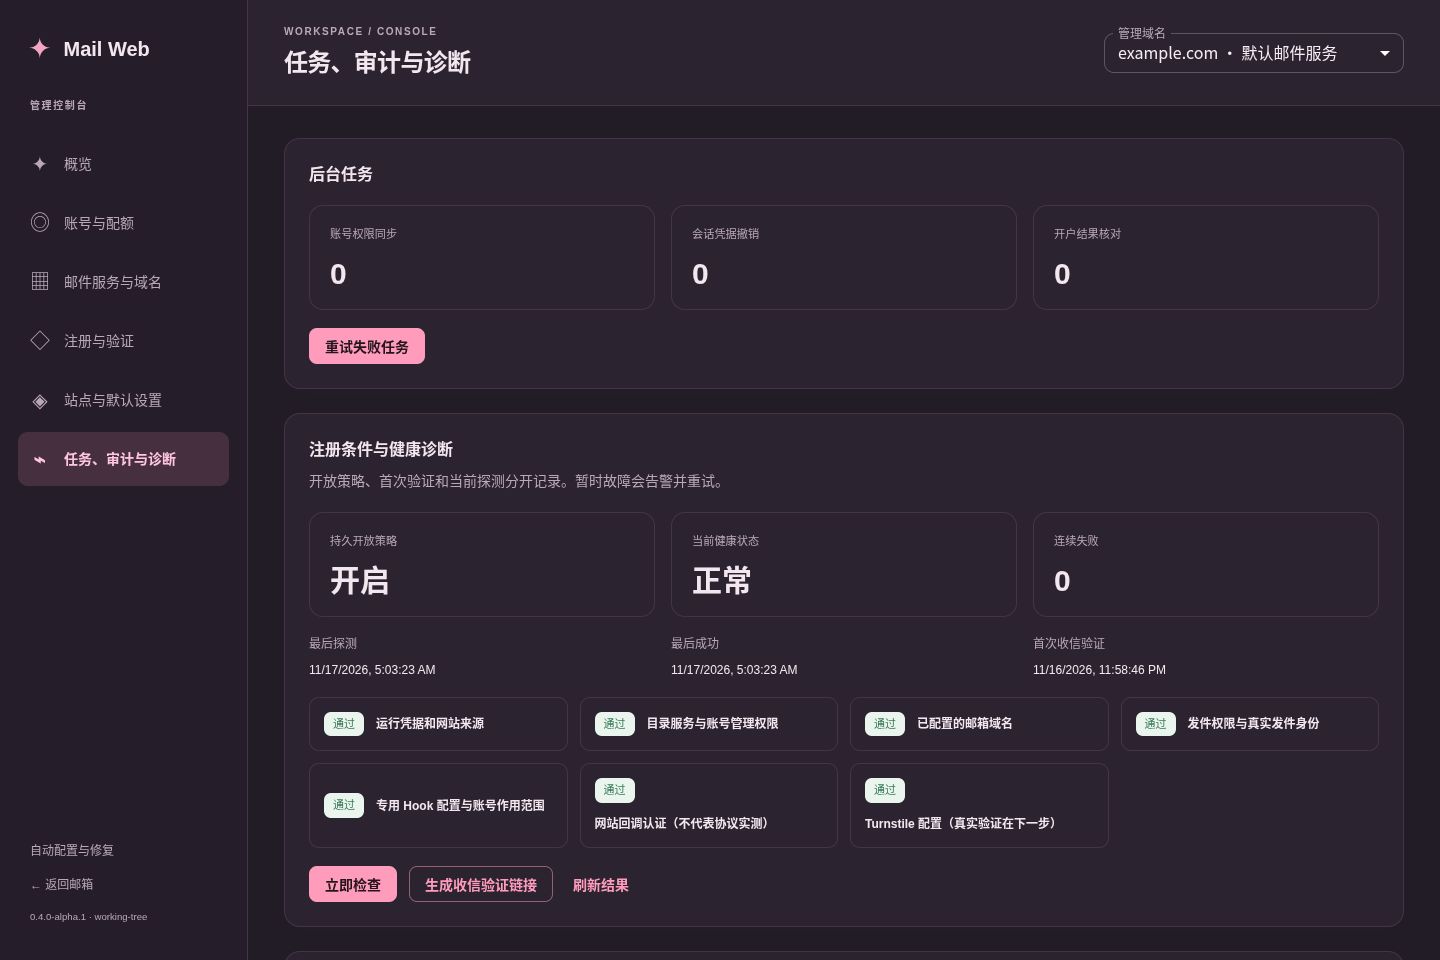 Mail Web
管理控制台
概览
账号与配额
邮件服务与域名
注册与验证
站点与默认设置
任务、审计与诊断
自动配置与修复
← 返回邮箱
0.4.0-alpha.1 · working-tree
WORKSPACE / CONSOLE
任务、审计与诊断
管理域名
example.com · 默认邮件服务
后台任务
账号权限同步
0
会话凭据撤销
0
开户结果核对
0
重试失败任务
注册条件与健康诊断
开放策略、首次验证和当前探测分开记录。暂时故障会告警并重试。
持久开放策略
开启
当前健康状态
正常
连续失败
0
最后探测
11/17/2026, 5:03:23 AM
最后成功
11/17/2026, 5:03:23 AM
首次收信验证
11/16/2026, 11:58:46 PM
通过 运行凭据和网站来源
通过 目录服务与账号管理权限
通过 已配置的邮箱域名
通过 发件权限与真实发件身份
通过 专用 Hook 配置与账号作用范围
通过
网站回调认证（不代表协议实测）
通过
Turnstile 配置（真实验证在下一步）
立即检查
生成收信验证链接
刷新结果